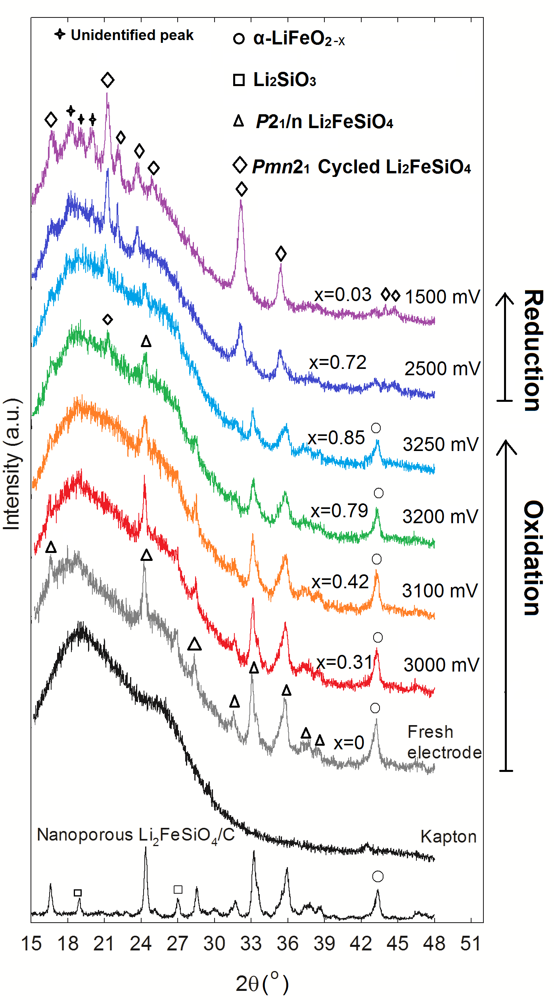 Unidentified peak
α-LiFeO2-x
Li2SiO3
P21/n Li2FeSiO4
Pmn21 Cycled Li2FeSiO4
x=0.03 1500 mV
x=0.72 2500 mV
x=0.85 3250 mV
x=0.79 3200 mV
x=0.42 3100 mV
x=0.31 3000 mV
x=0 Fresh
electrode
Nanoporous Li2FeSiO4/C
Kapton
Reduction
Oxidation
Intensity (a.u.)
15 18 21 24 27 30 33 36 39 42 45 48 51
2θ(o)